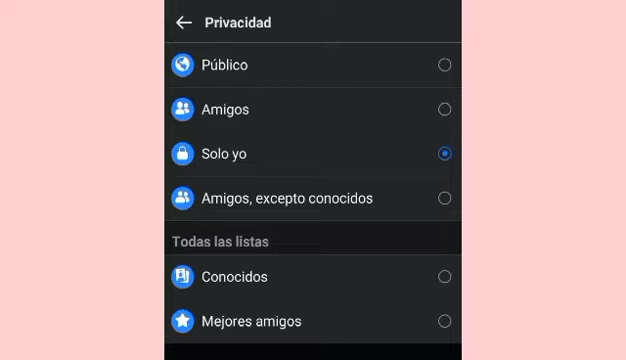 Privacidad
Público
Amigos
Solo yo
Amigos, excepto conocidos
Todas las listas
Conocidos
Mejores amigos